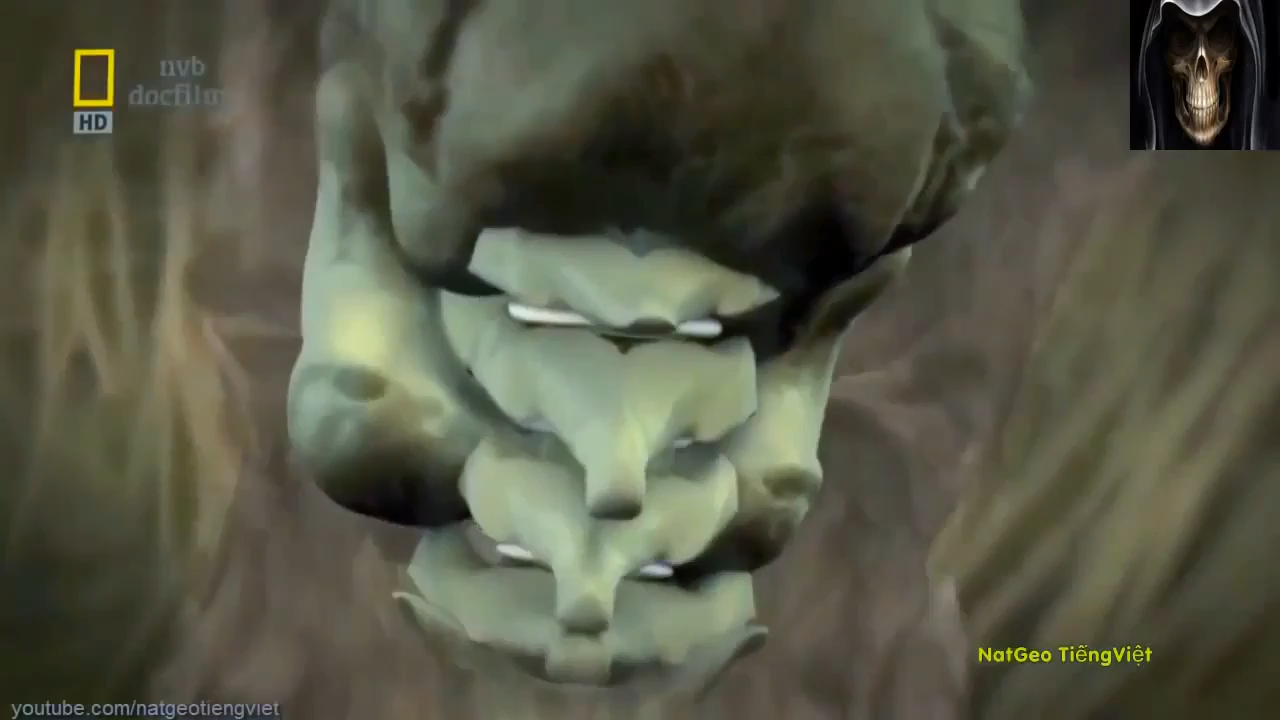 nvb
docfilm
HD
NatGeo TiếngViệt
youtube.com/natgeotiengviet